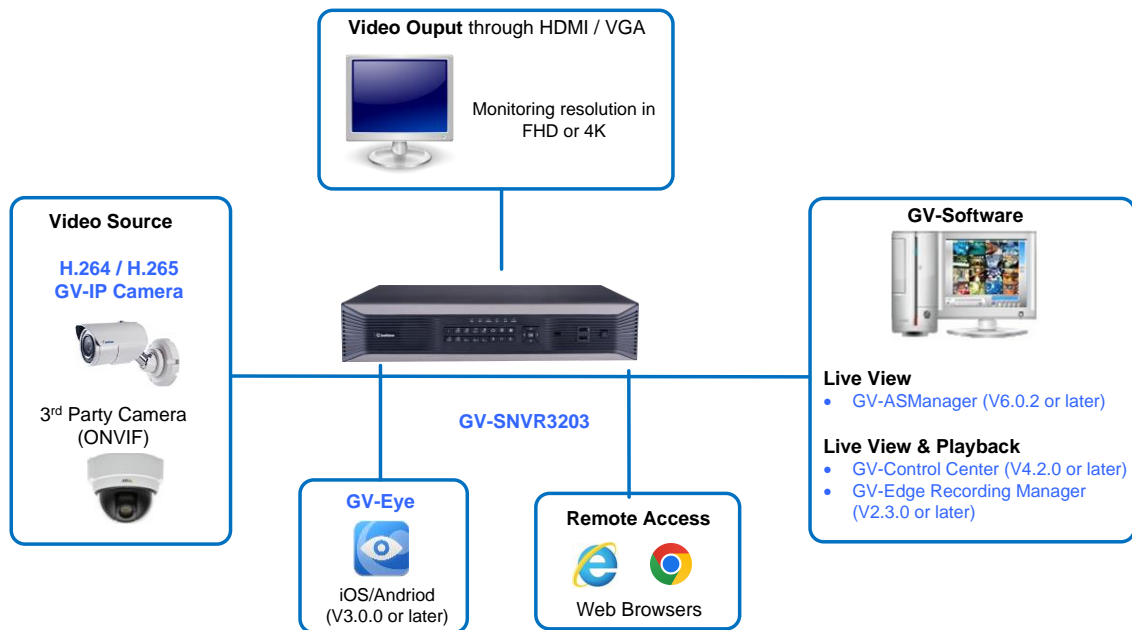 Video Ouput through HDMI / VGA
Monitoring resolution in
FHD or 4K
Video Source
H.264 / H.265
GV-IP Camera
3rd Party Camera
(ONVIF)
GV-SNVR3203
GV-Software
Live View
• GV-ASManager (V6.0.2 or later)
Live View & Playback
• GV-Control Center (V4.2.0 or later)
• GV-Edge Recording Manager
(V2.3.0 or later)
GV-Eye
iOS/Andriod
(V3.0.0 or later)
Remote Access
Web Browsers